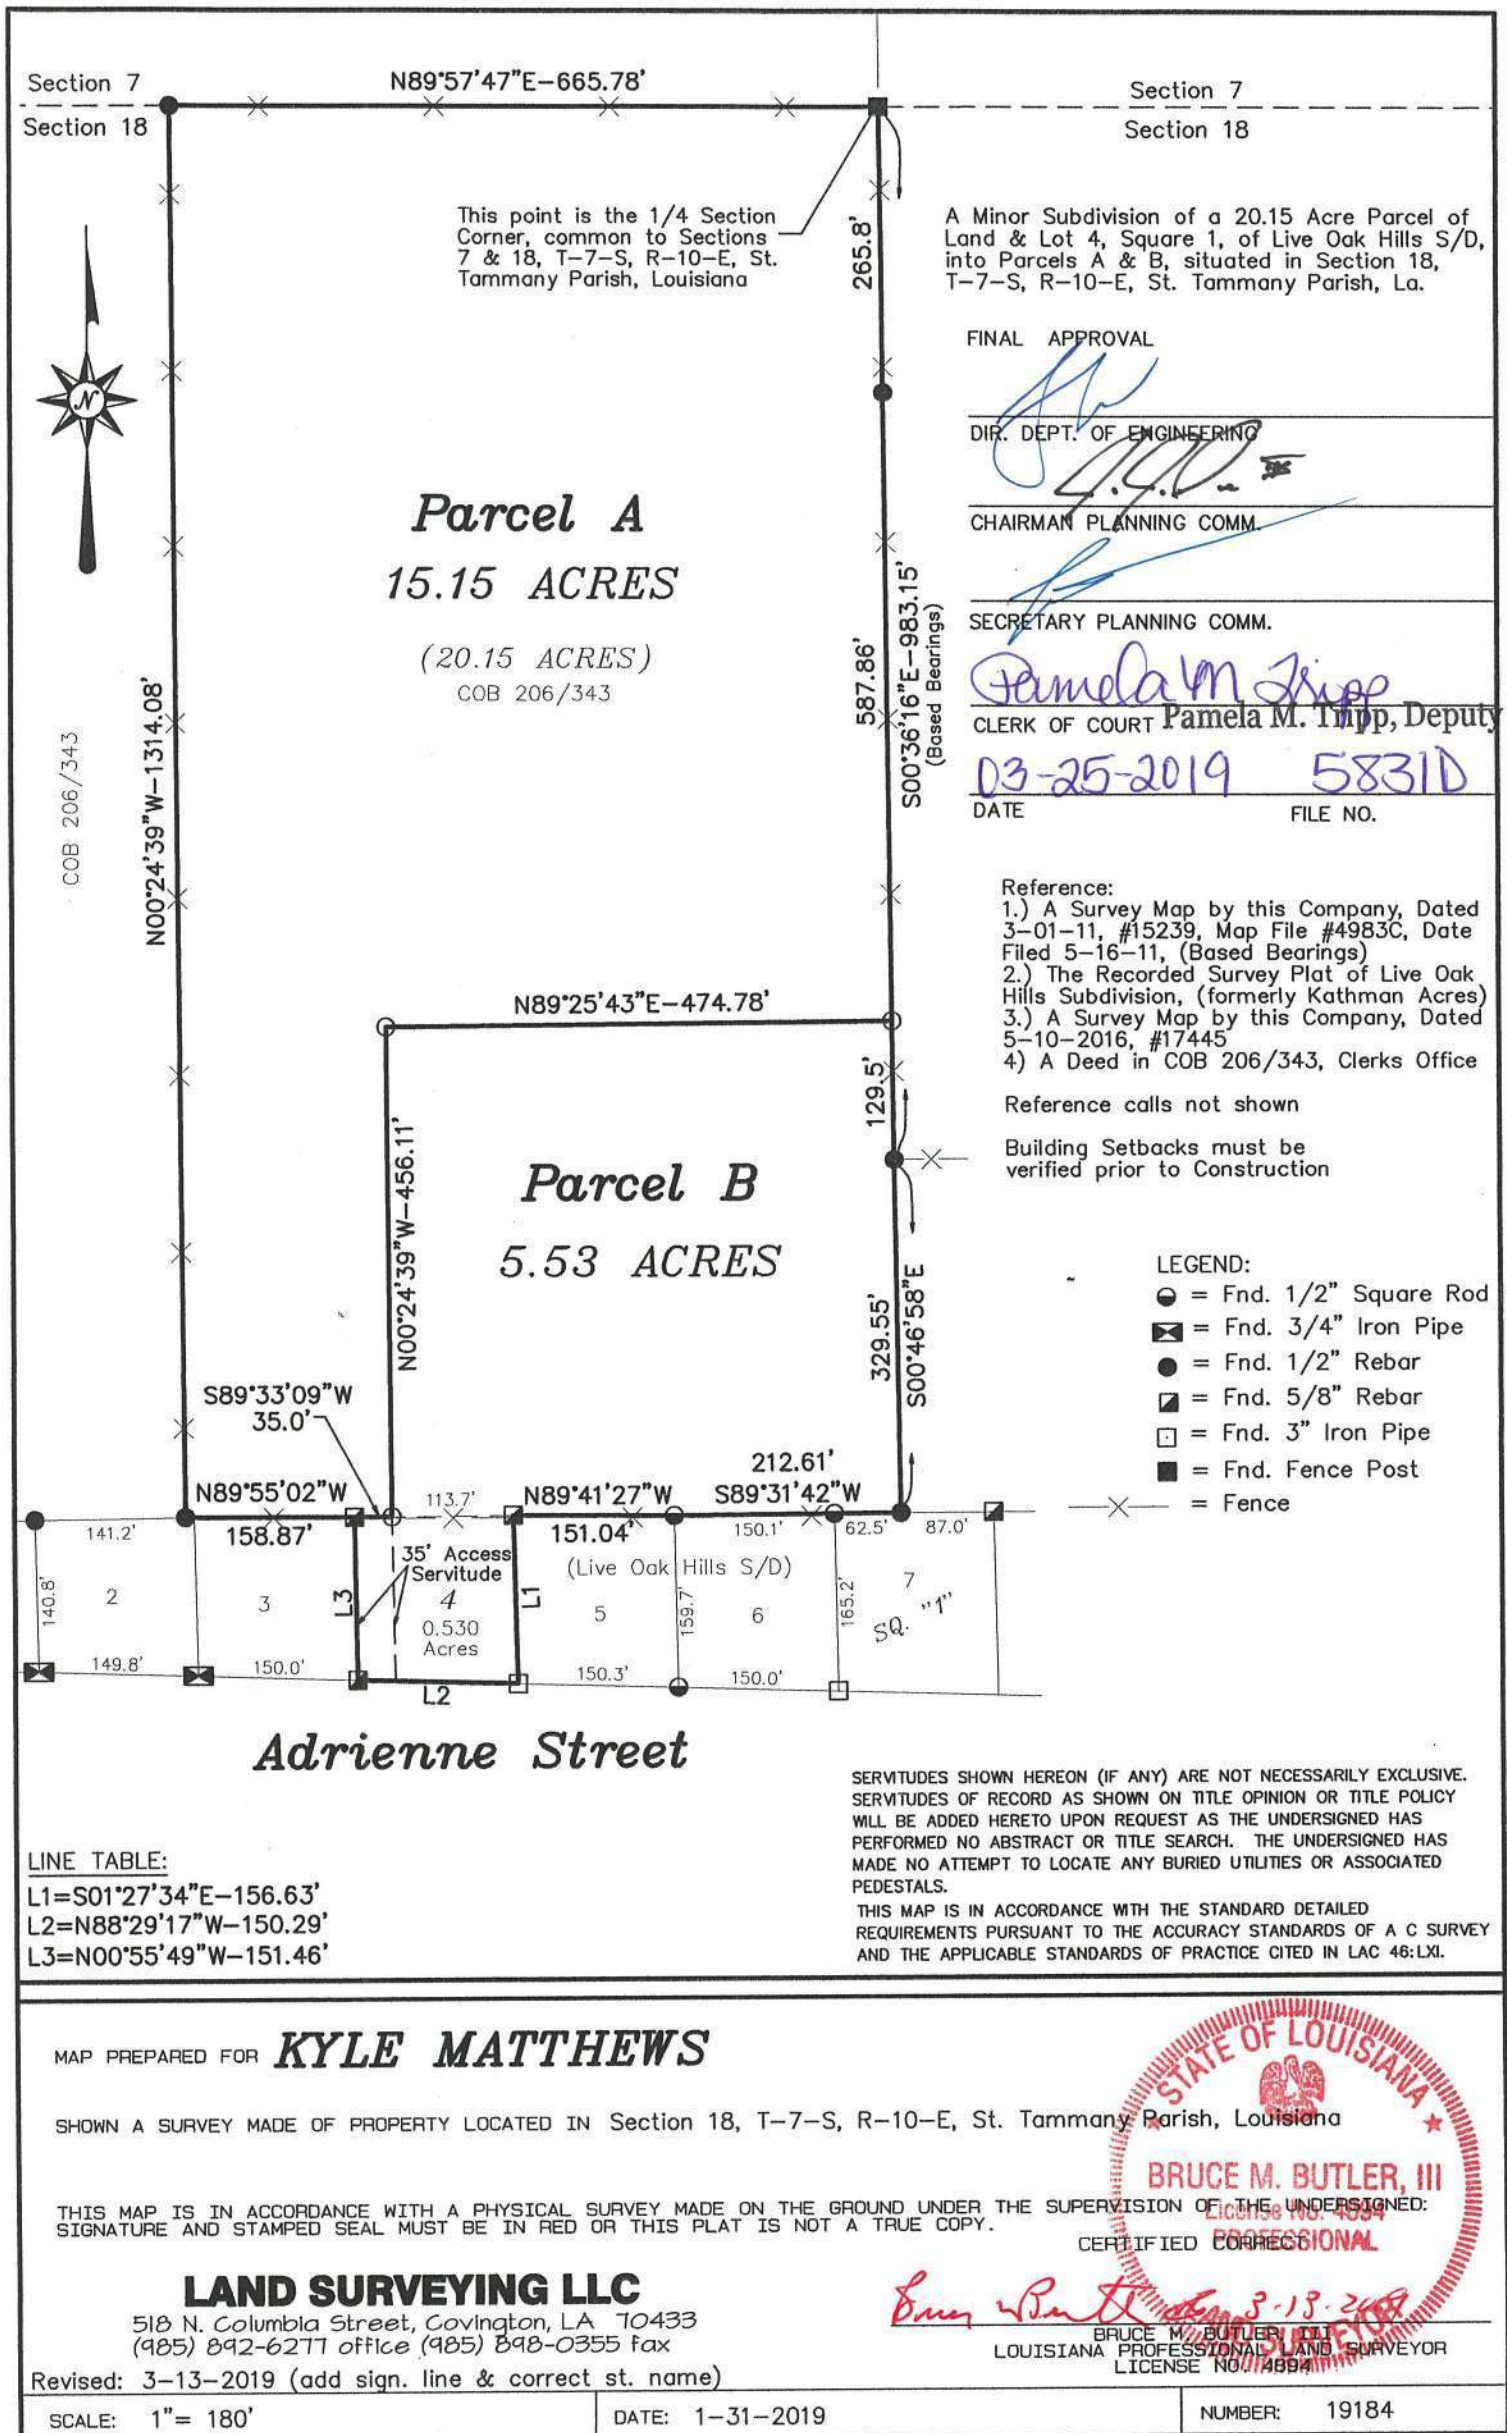 Section 7
Section 18
N89°57'47"E-665.78'
Section 7
Section 18
This point is the 1/4 Section
Corner, common to Sections
7 & 18, T-7-S, R-10-E, St.
Tammany Parish, Louisiana
265.8'
A Minor Subdivision of a 20.15 Acre Parcel of
Land & Lot 4, Square 1, of Live Oak Hills S/D,
into Parcels A & B, situated in Section 18,
T-7-S, R-10-E, St. Tammany Parish, La.
N
FINAL APPROVAL
DIR. DEPT. OF ENGINEERING
CHAIRMAN PLANNING COMM.
SECRETARY PLANNING COMM.
Pamela M Tripp
CLERK OF COURT Pamela M. Tripp, Deputy
03-25-2019 5831D
DATE FILE NO.
Parcel A
15.15 ACRES
(20.15 ACRES)
COB 206/343
COB 206/343
N00°24'39"W-1314.08'
587.86'
S00°36'16"E-983.15'
(Based Bearings)
Reference:
1.) A Survey Map by this Company, Dated
3-01-11, #15239, Map File #4983C, Date
Filed 5-16-11, (Based Bearings)
2.) The Recorded Survey Plat of Live Oak
Hills Subdivision, (formerly Kathman Acres)
3.) A Survey Map by this Company, Dated
5-10-2016, #17445
4) A Deed in COB 206/343, Clerks Office
Reference calls not shown
Building Setbacks must be
verified prior to Construction
N89°25'43"E-474.78'
129.5'
N00°24'39"W-456.11'
Parcel B
5.53 ACRES
329.55'
S00°46'58"E
LEGEND:
= Fnd. 1/2" Square Rod
= Fnd. 3/4" Iron Pipe
= Fnd. 1/2" Rebar
= Fnd. 5/8" Rebar
= Fnd. 3" Iron Pipe
= Fnd. Fence Post
= Fence
S89°33'09"W
35.0'
212.61'
N89°55'02"W
113.7'
N89°41'27"W
S89°31'42"W
141.2'
158.87'
151.04'
150.1'
62.5'
87.0'
35' Access
Servitude
(Live Oak Hills S/D)
140.8'
2
3
L3
4
0.530
Acres
L1
5
159.7'
6
165.2'
7
SQ. "1"
149.8'
150.0'
L2
150.3'
150.0'
Adrienne Street
SERVITUDES SHOWN HEREON (IF ANY) ARE NOT NECESSARILY EXCLUSIVE.
SERVITUDES OF RECORD AS SHOWN ON TITLE OPINION OR TITLE POLICY
WILL BE ADDED HERETO UPON REQUEST AS THE UNDERSIGNED HAS
PERFORMED NO ABSTRACT OR TITLE SEARCH. THE UNDERSIGNED HAS
MADE NO ATTEMPT TO LOCATE ANY BURIED UTILITIES OR ASSOCIATED
PEDESTALS.
THIS MAP IS IN ACCORDANCE WITH THE STANDARD DETAILED
REQUIREMENTS PURSUANT TO THE ACCURACY STANDARDS OF A C SURVEY
AND THE APPLICABLE STANDARDS OF PRACTICE CITED IN LAC 46:LXI.
LINE TABLE:
L1=S01°27'34"E-156.63'
L2=N88°29'17"W-150.29'
L3=N00°55'49"W-151.46'
MAP PREPARED FOR KYLE MATTHEWS
SHOWN A SURVEY MADE OF PROPERTY LOCATED IN Section 18, T-7-S, R-10-E, St. Tammany Parish, Louisiana
THIS MAP IS IN ACCORDANCE WITH A PHYSICAL SURVEY MADE ON THE GROUND UNDER THE SUPERVISION OF THE UNDERSIGNED:
SIGNATURE AND STAMPED SEAL MUST BE IN RED OR THIS PLAT IS NOT A TRUE COPY.
CERTIFIED CORRECT
STATE OF LOUISIANA
BRUCE M. BUTLER, III
License No. 4894
PROFESSIONAL
LAND SURVEYOR
LAND SURVEYING LLC
518 N. Columbia Street, Covington, LA 70433
(985) 892-6277 office (985) 898-0355 fax
3-13-2019
BRUCE M. BUTLER, III
LOUISIANA PROFESSIONAL LAND SURVEYOR
LICENSE NO. 4894
Revised: 3-13-2019 (add sign. line & correct st. name)
SCALE: 1"= 180'
DATE: 1-31-2019
NUMBER: 19184